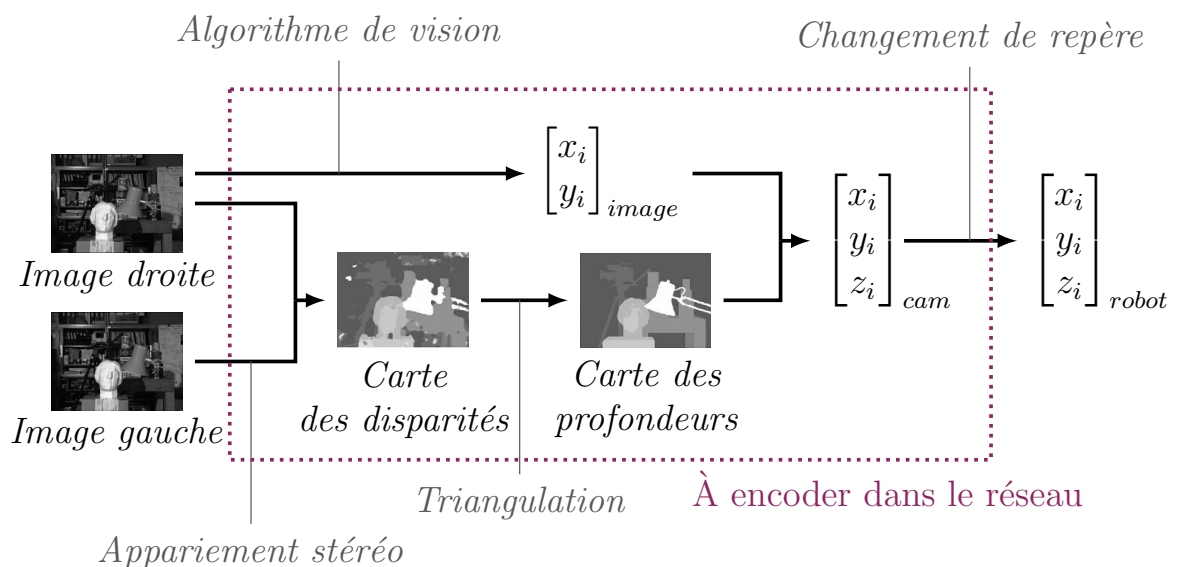 Algorithme de vision
Changement de repère
x_i
y_i
image
x_i
y_i
z_i
cam
x_i
y_i
z_i
robot
Image droite
Image gauche
Carte
des disparités
Carte des
profondeurs
Triangulation
À encoder dans le réseau
Appariement stéréo